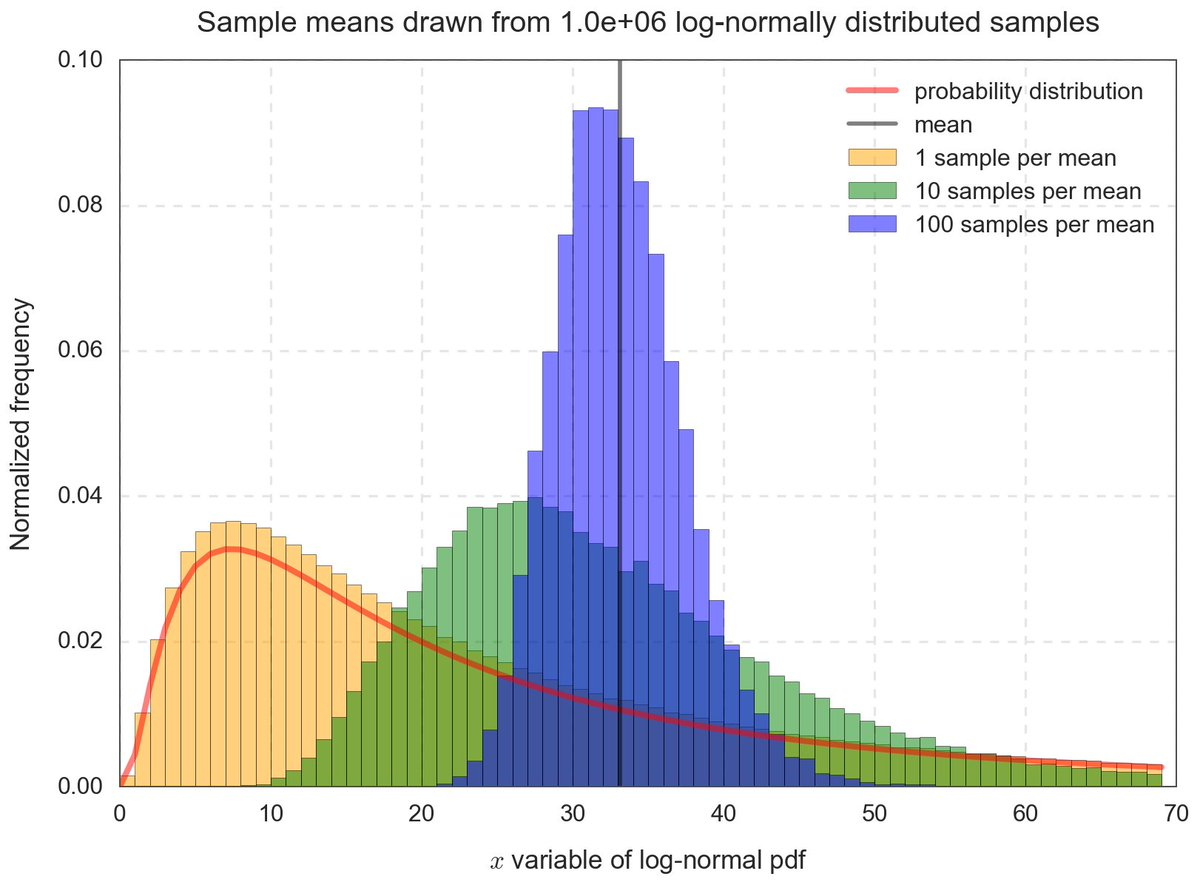 Sample means drawn from 1.0e+06 log-normally distributed samples
0.10
0.08
0.06
0.04
0.02
0.00
Normalized frequency
probability distribution
mean
1 sample per mean
10 samples per mean
100 samples per mean
0 10 20 30 40 50 60 70
x variable of log-normal pdf